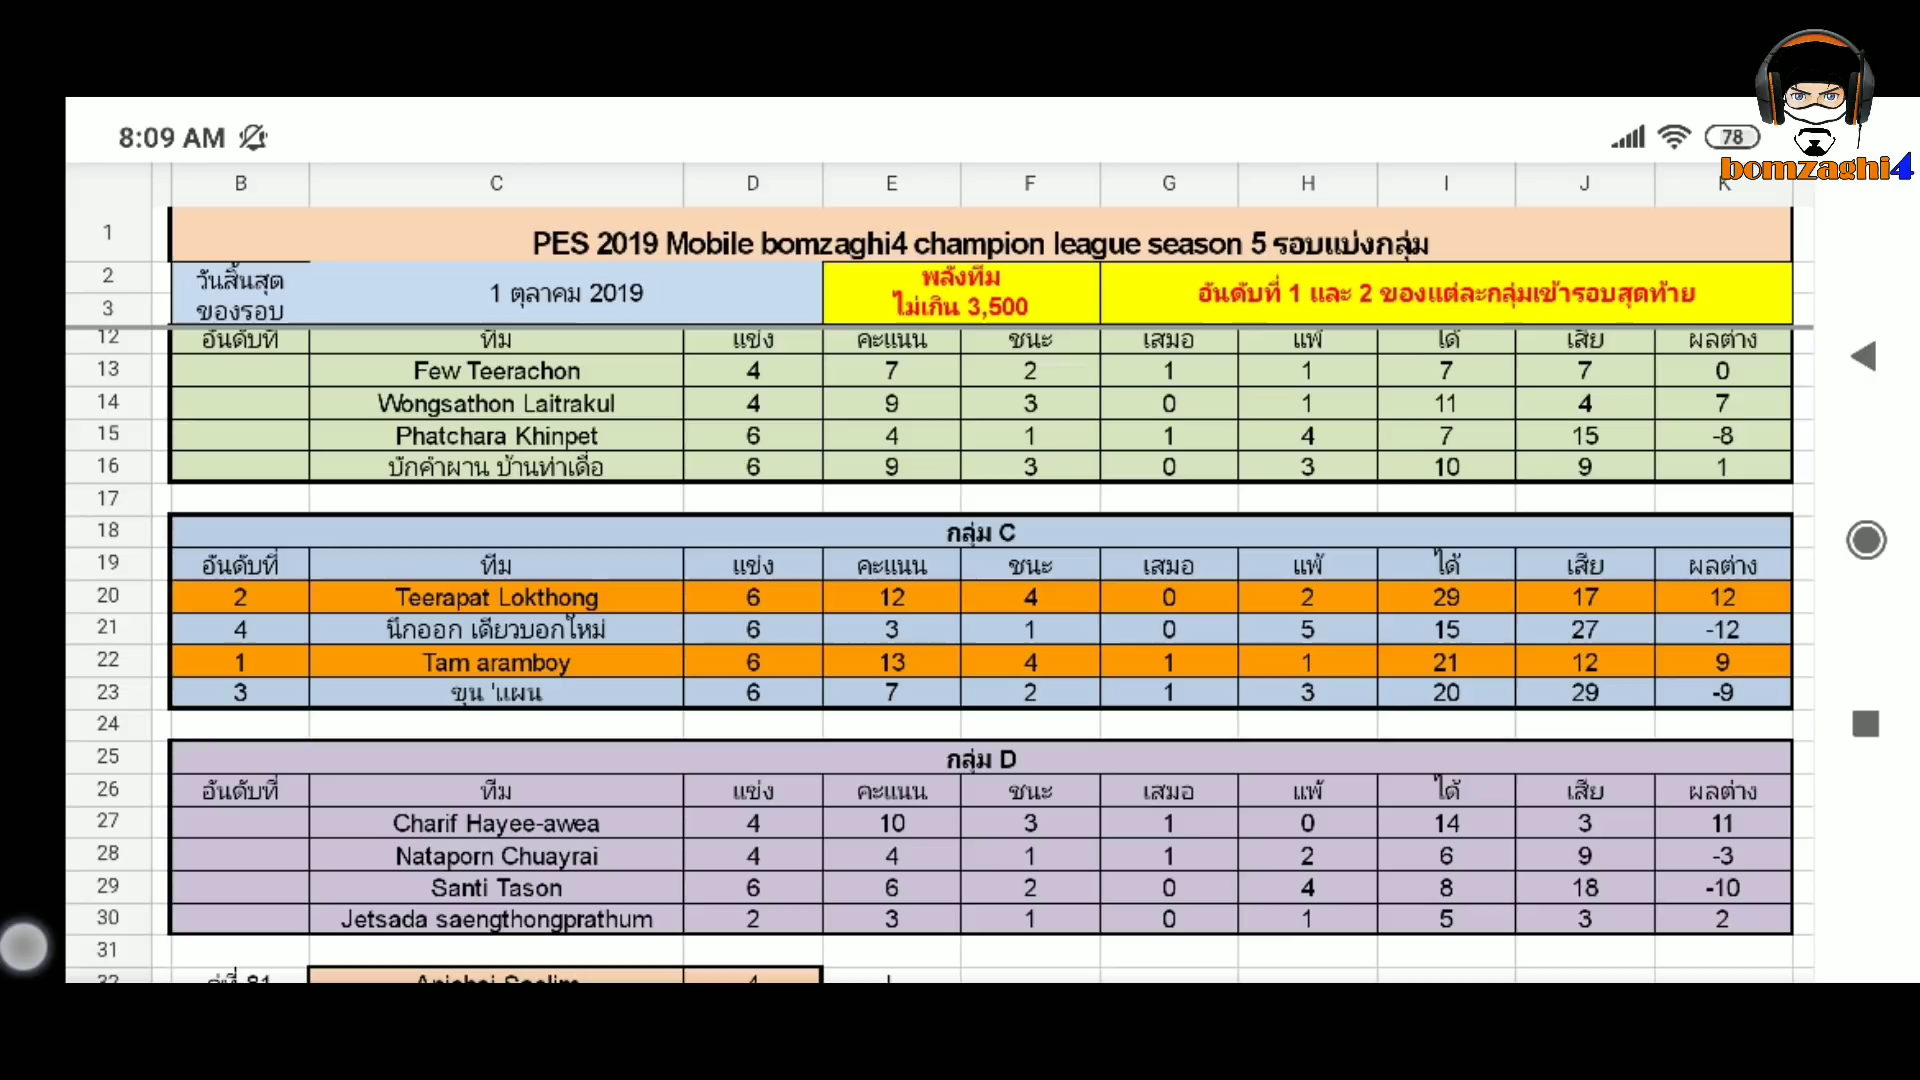 8:09 AM
78
bomzaghi4
B C D E F G H I J K
1 PES 2019 Mobile bomzaghi4 champion league season 5 รอบแบ่งกลุ่ม
2 วันสิ้นสุด 1 ตุลาคม 2019 พลังทีม อันดับที่ 1 และ 2 ของแต่ละกลุ่มเข้ารอบสุดท้าย
3 ของรอบ ไม่เกิน 3,500
12 อันดับที่ ทีม แข่ง คะแนน ชนะ เสมอ แพ้ ได้ เสีย ผลต่าง
13 Few Teerachon 4 7 2 1 1 7 7 0
14 Wongsathon Laitrakul 4 9 3 0 1 11 4 7
15 Phatchara Khinpet 6 4 1 1 4 7 15 -8
16 บักคำผาน บ้านท่าเดื่อ 6 9 3 0 3 10 9 1
17
18 กลุ่ม C
19 อันดับที่ ทีม แข่ง คะแนน ชนะ เสมอ แพ้ ได้ เสีย ผลต่าง
20 2 Teerapat Lokthong 6 12 4 0 2 29 17 12
21 4 นึกออก เดียวบอกใหม่ 6 3 1 0 5 15 27 -12
22 1 Tam aramboy 6 13 4 1 1 21 12 9
23 3 ขุน 'แผน 6 7 2 1 3 20 29 -9
24
25 กลุ่ม D
26 อันดับที่ ทีม แข่ง คะแนน ชนะ เสมอ แพ้ ได้ เสีย ผลต่าง
27 Charif Hayee-awea 4 10 3 1 0 14 3 11
28 Nataporn Chuayrai 4 4 1 1 2 6 9 -3
29 Santi Tason 6 6 2 0 4 8 18 -10
30 Jetsada saengthongprathum 2 3 1 0 1 5 3 2
31
32